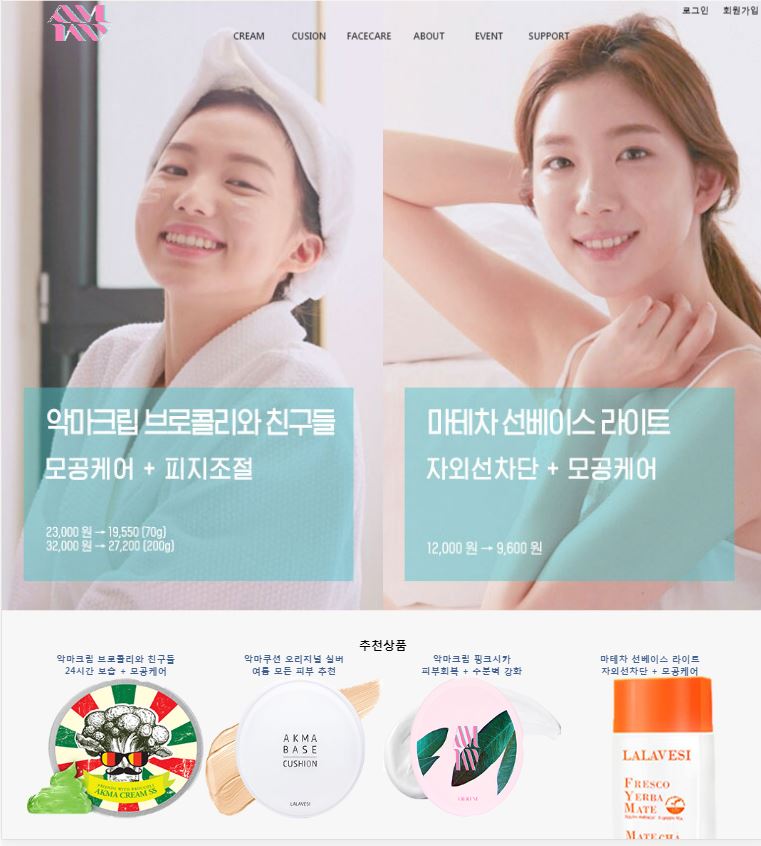 로그인 회원가입
CREAM CUSION FACECARE ABOUT EVENT SUPPORT
악마크립 브로콜리와 친구들
모공케어 + 피지조절
23,000 원 → 19,550 (70g)
32,000 원 → 27,200 (200g)
마테차 선베이스 라이트
자외선차단 + 모공케어
12,000 원 → 9,600 원
추천상품
악마크림 브로콜리와 친구들
24시간 보습 + 모공케어
악마쿠션 오리지널 실버
여름 모든 피부 추천
악마크림 핑크시카
피부회복 + 수분벽 강화
마테차 선베이스 라이트
자외선차단 + 모공케어
AKMA CREAM SS
AKMA
BASE
CUSHION
LALAVESI
LALAVESI
FRESCO
YERBA
MATE
MATECHA